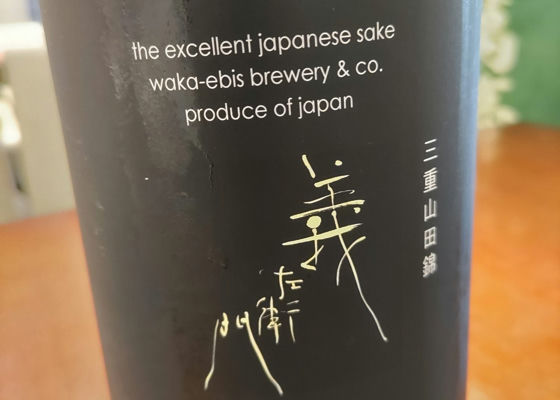 the excellent japanese sake
waka-ebis brewery & co.
produce of japan
三重山田錦
義左衛門